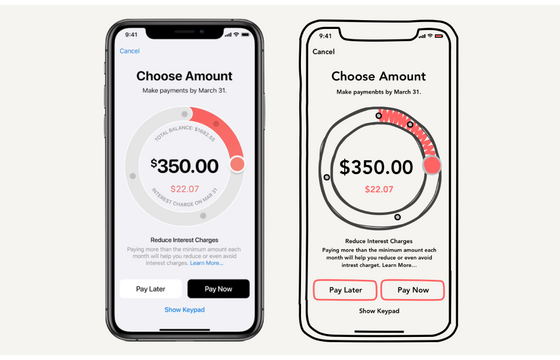 9:41
Cancel
Choose Amount
Make payments by March 31.
TOTAL BALANCE: $1682.55
$350.00
$22.07
INTEREST CHARGE ON MAR 31
Reduce Interest Charges
Paying more than the minimum amount each
month will help you reduce or even avoid
interest charges. Learn More...
Pay Later
Pay Now
Show Keypad
9:41
Cancel
Choose Amount
Make paymenbts by March 31.
$350.00
$22.07
Reduce Interest Charges
Paying more than the minimum amount each
month will help you reduce or even avoid
intrest charget. Learn More...
Pay Later
Pay Now
Show Keypad